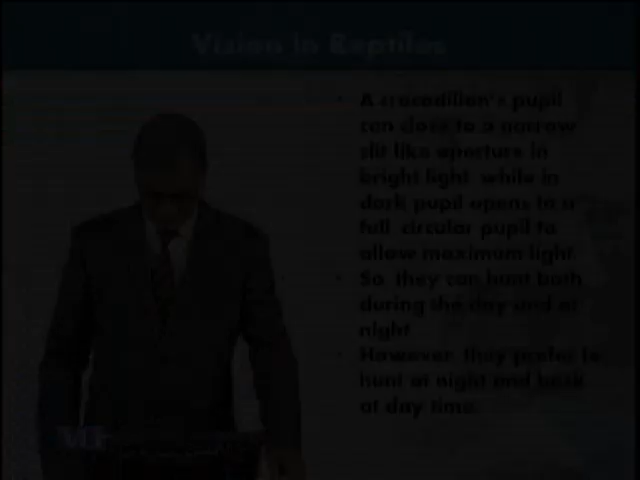 Vision in Reptiles
• A crocodilian's pupil
can close to a narrow
slit like aperture in
bright light while in
dark pupil opens to a
full circular pupil to
allow maximum light
• So they can hunt both
during the day and at
night
• However, they prefer to
hunt at night and bask
at day time.